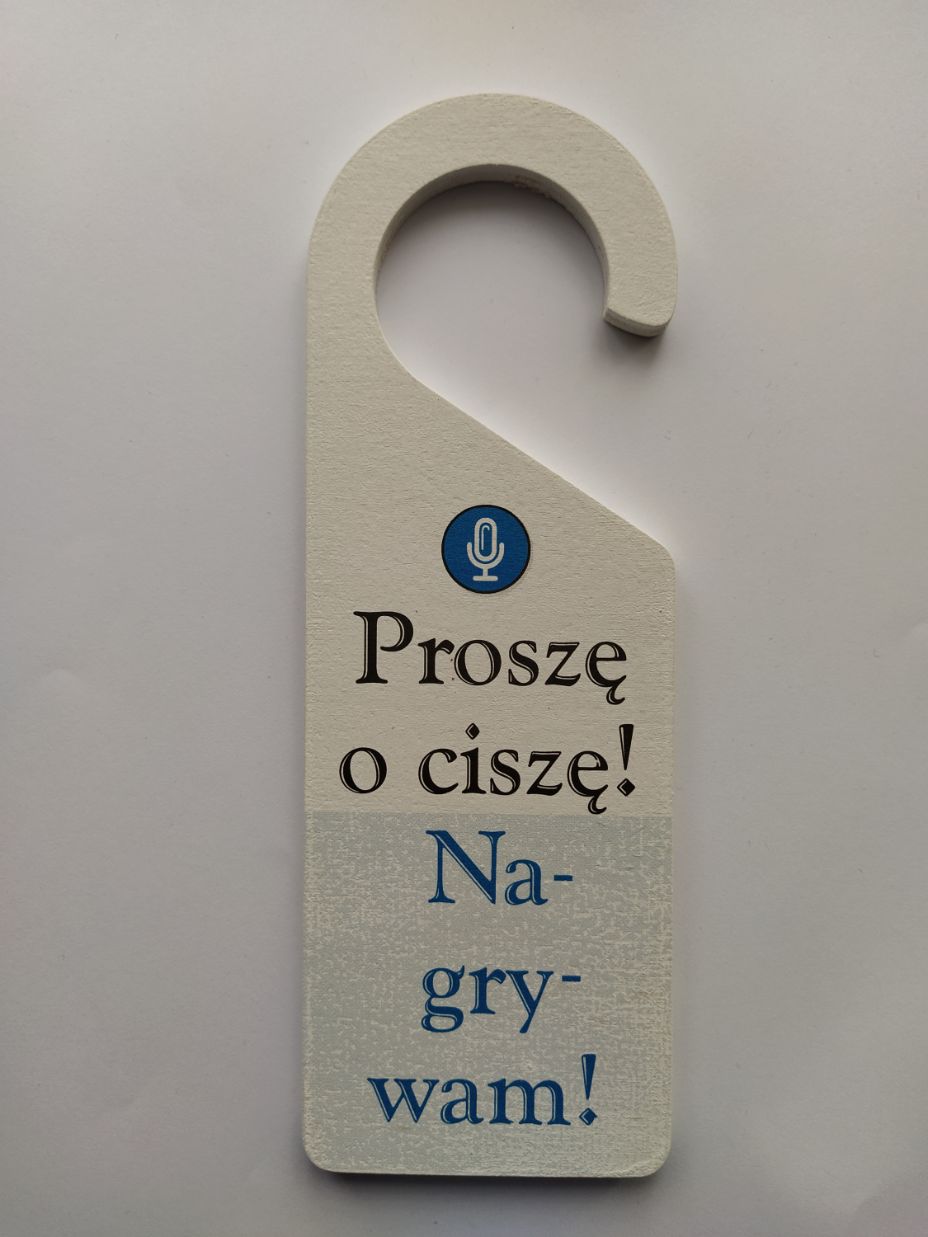 Proszę
o ciszę!
Na-
gry-
wam!